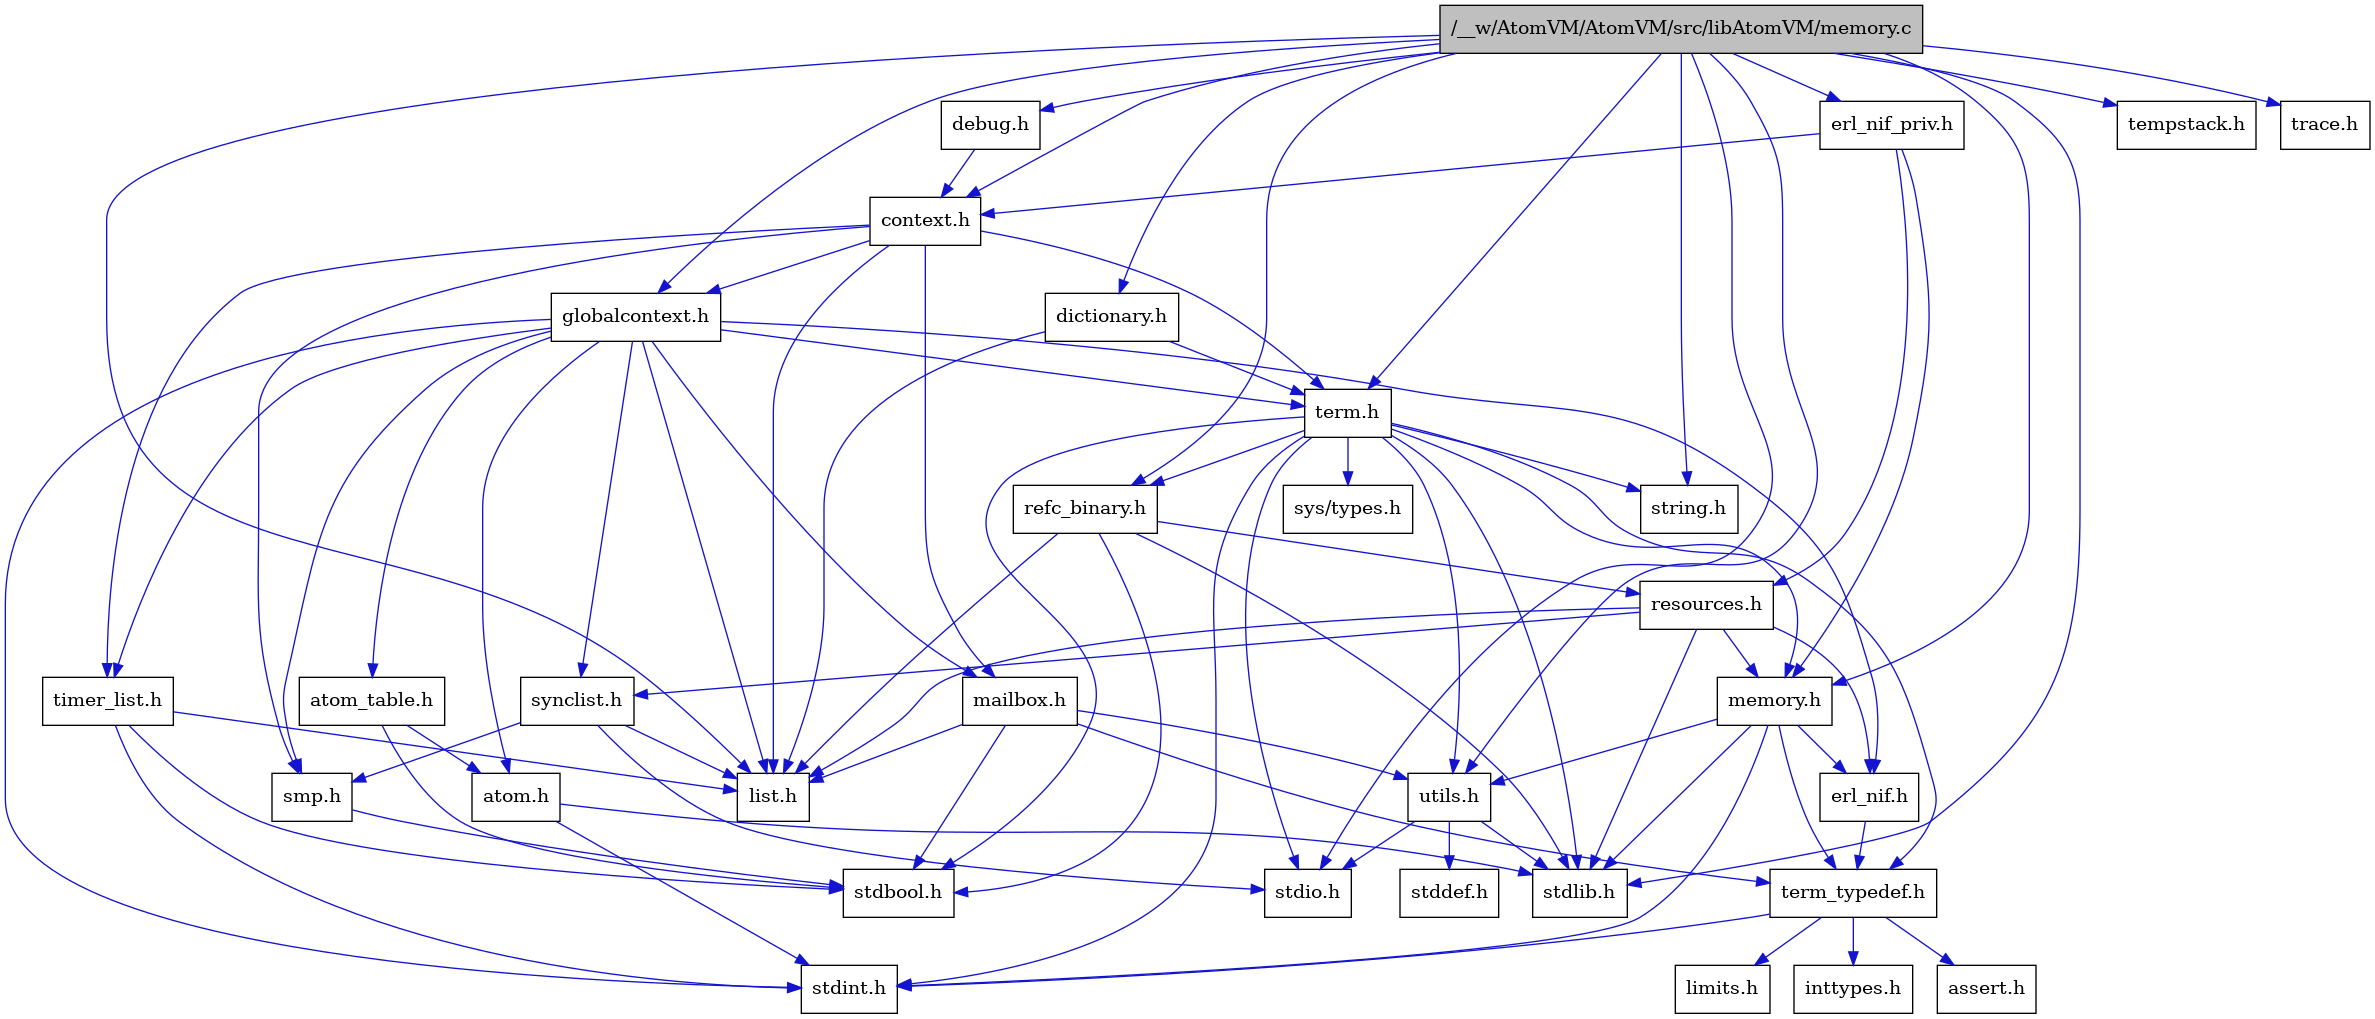 /__w/AtomVM/AtomVM/src/libAtomVM/memory.c
debug.h
erl_nif_priv.h
tempstack.h
trace.h
context.h
globalcontext.h
dictionary.h
term.h
refc_binary.h
sys/types.h
string.h
resources.h
timer_list.h
atom_table.h
synclist.h
mailbox.h
memory.h
smp.h
atom.h
list.h
utils.h
erl_nif.h
stdbool.h
stdio.h
stddef.h
stdlib.h
term_typedef.h
stdint.h
limits.h
inttypes.h
assert.h